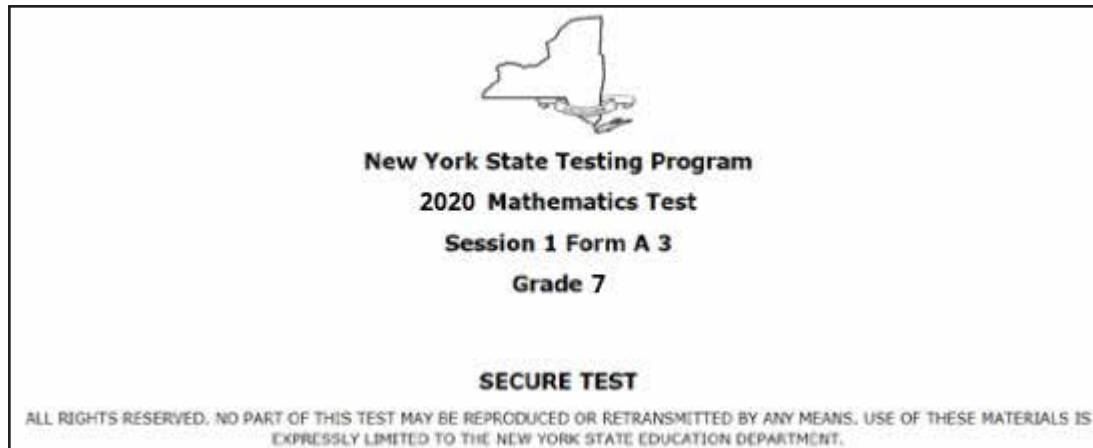 New York State Testing Program
2020 Mathematics Test
Session 1 Form A 3
Grade 7
SECURE TEST
ALL RIGHTS RESERVED. NO PART OF THIS TEST MAY BE REPRODUCED OR RETRANSMITTED BY ANY MEANS. USE OF THESE MATERIALS IS
EXPRESSLY LIMITED TO THE NEW YORK STATE EDUCATION DEPARTMENT.